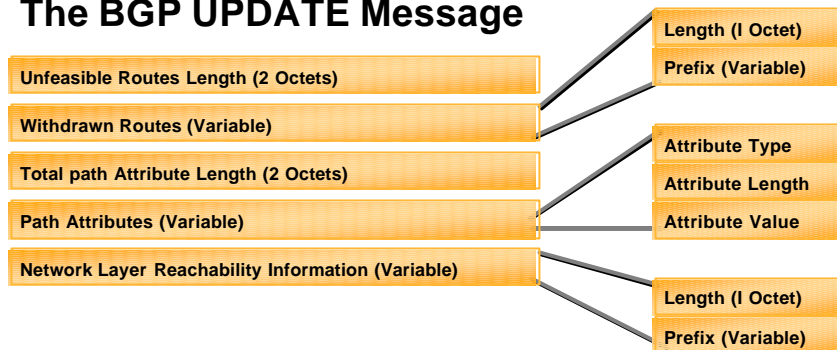 The BGP UPDATE Message
Unfeasible Routes Length (2 Octets)
Withdrawn Routes (Variable)
Total path Attribute Length (2 Octets)
Path Attributes (Variable)
Network Layer Reachability Information (Variable)
Length (I Octet)
Prefix (Variable)
Attribute Type
Attribute Length
Attribute Value
Length (I Octet)
Prefix (Variable)